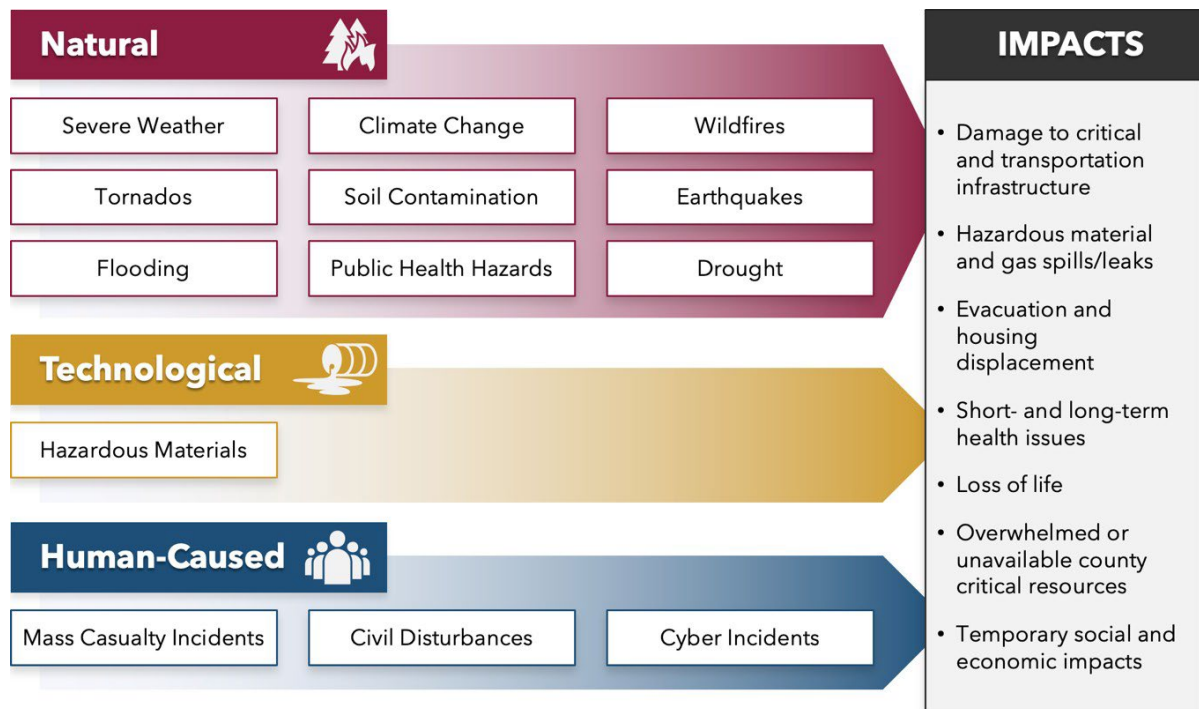 Natural
Severe Weather
Climate Change
Wildfires
Tornados
Soil Contamination
Earthquakes
Flooding
Public Health Hazards
Drought
Technological
Hazardous Materials
Human-Caused
Mass Casualty Incidents
Civil Disturbances
Cyber Incidents
IMPACTS
• Damage to critical
and transportation
infrastructure
• Hazardous material
and gas spills/leaks
• Evacuation and
housing
displacement
• Short- and long-term
health issues
• Loss of life
• Overwhelmed or
unavailable county
critical resources
• Temporary social and
economic impacts